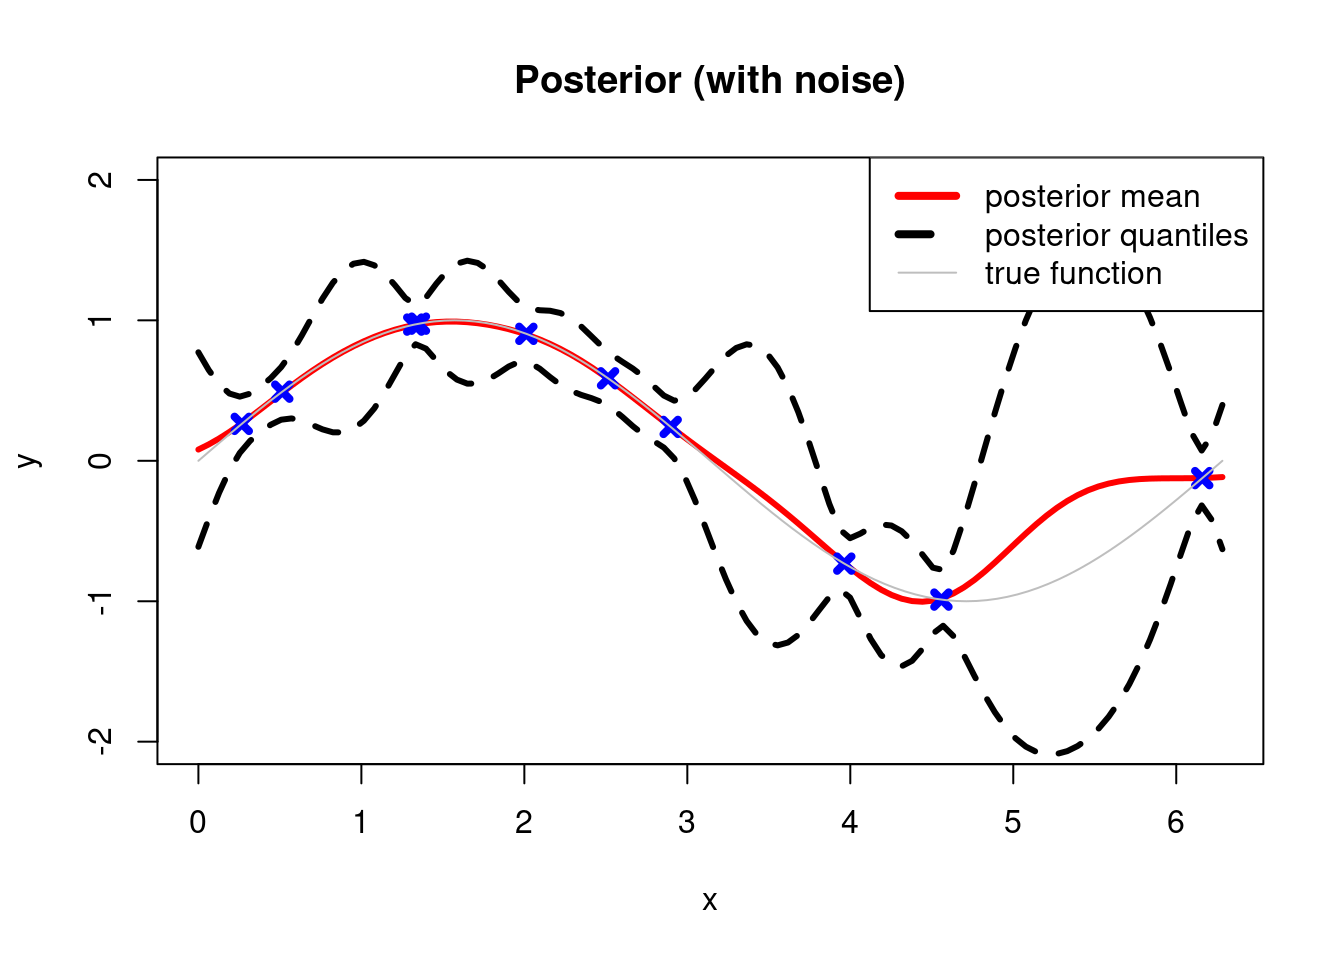 Posterior (with noise)
posterior mean
posterior quantiles
true function
2
1
0
-1
-2
y
0 1 2 3 4 5 6
x